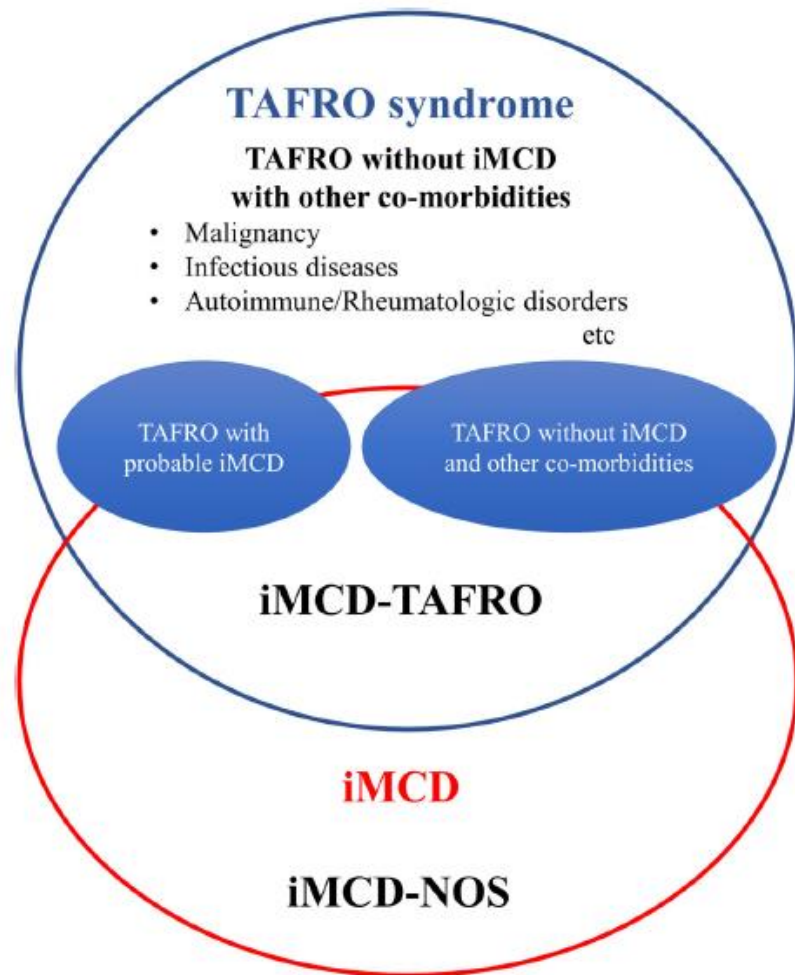 TAFRO syndrome
TAFRO without iMCD
with other co-morbidities
• Malignancy
• Infectious diseases
• Autoimmune/Rheumatologic disorders
etc
TAFRO with
probable iMCD
TAFRO without iMCD
and other co-morbidities
iMCD-TAFRO
iMCD
iMCD-NOS